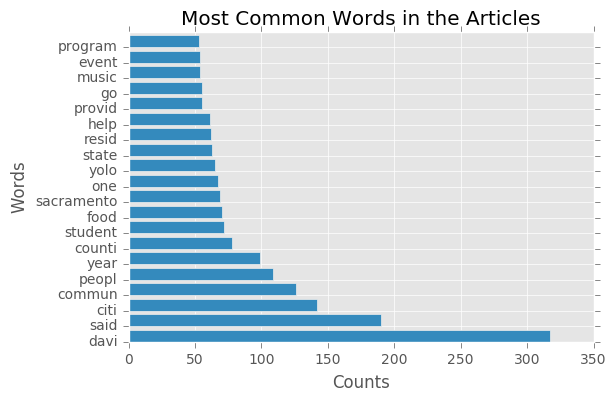 Most Common Words in the Articles
program
event
music
go
provid
help
resid
state
yolo
one
sacramento
food
student
counti
year
peopl
commun
citi
said
davi
Words
0 50 100 150 200 250 300 350
Counts